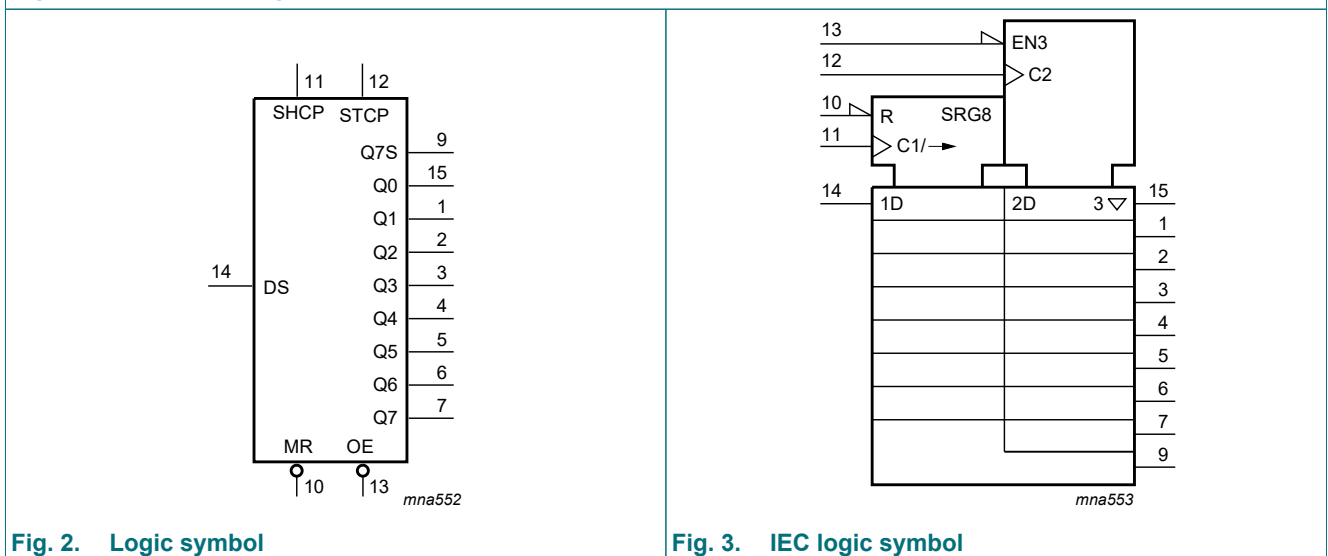 11 12
SHCP STCP
Q7S 9
Q0 15
Q1 1
Q2 2
14 DS Q3 3
Q4 4
Q5 5
Q6 6
Q7 7
MR OE
10 13
mna552
Fig. 2. Logic symbol
13 EN3
12 C2
10 R SRG8
11 C1/→
14 1D 2D 3 ▽ 15
1
2
3
4
5
6
7
9
mna553
Fig. 3. IEC logic symbol